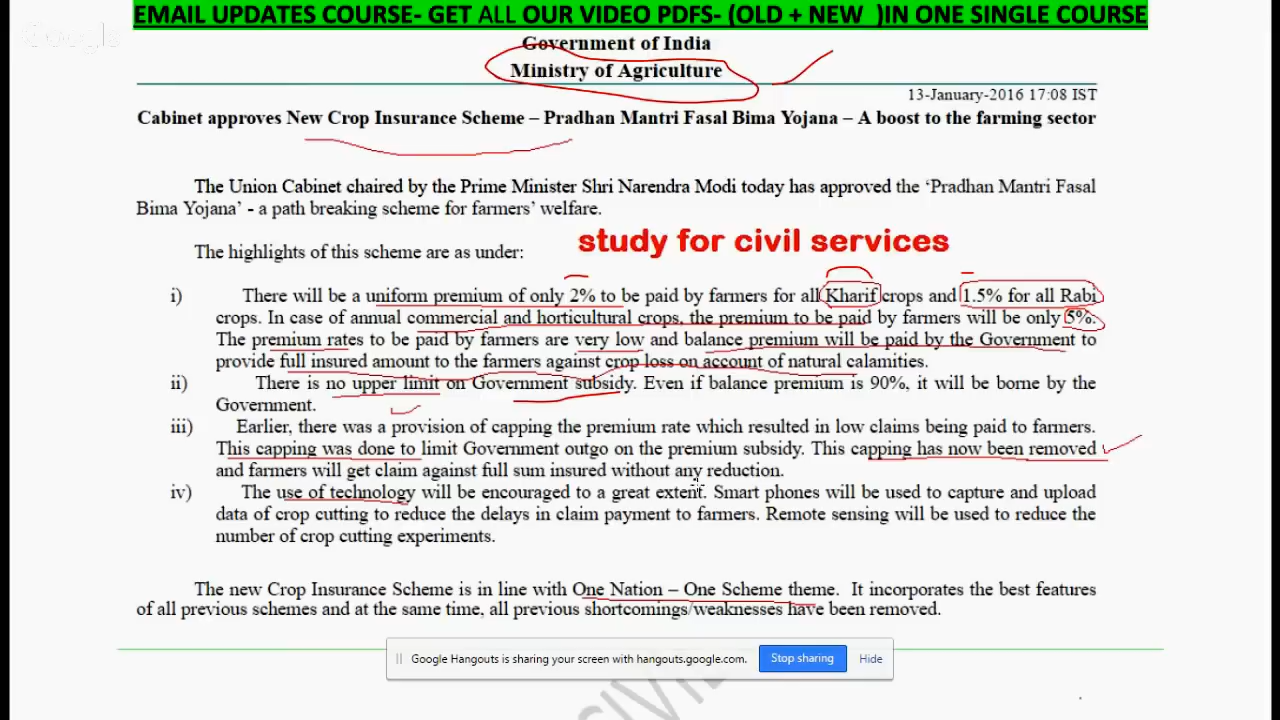 EMAIL UPDATES COURSE- GET ALL OUR VIDEO PDFS- (OLD + NEW )IN ONE SINGLE COURSE
Google
Government of India
Ministry of Agriculture
13-January-2016 17:08 IST
Cabinet approves New Crop Insurance Scheme – Pradhan Mantri Fasal Bima Yojana – A boost to the farming sector
The Union Cabinet chaired by the Prime Minister Shri Narendra Modi today has approved the ‘Pradhan Mantri Fasal
Bima Yojana’ - a path breaking scheme for farmers’ welfare.
study for civil services
The highlights of this scheme are as under:
i) There will be a uniform premium of only 2% to be paid by farmers for all Kharif crops and 1.5% for all Rabi
crops. In case of annual commercial and horticultural crops, the premium to be paid by farmers will be only 5%.
The premium rates to be paid by farmers are very low and balance premium will be paid by the Government to
provide full insured amount to the farmers against crop loss on account of natural calamities.
ii) There is no upper limit on Government subsidy. Even if balance premium is 90%, it will be borne by the
Government.
iii) Earlier, there was a provision of capping the premium rate which resulted in low claims being paid to farmers.
This capping was done to limit Government outgo on the premium subsidy. This capping has now been removed
and farmers will get claim against full sum insured without any reduction.
iv) The use of technology will be encouraged to a great extent. Smart phones will be used to capture and upload
data of crop cutting to reduce the delays in claim payment to farmers. Remote sensing will be used to reduce the
number of crop cutting experiments.
The new Crop Insurance Scheme is in line with One Nation – One Scheme theme. It incorporates the best features
of all previous schemes and at the same time, all previous shortcomings/weaknesses have been removed.
Google Hangouts is sharing your screen with hangouts.google.com. Stop sharing Hide